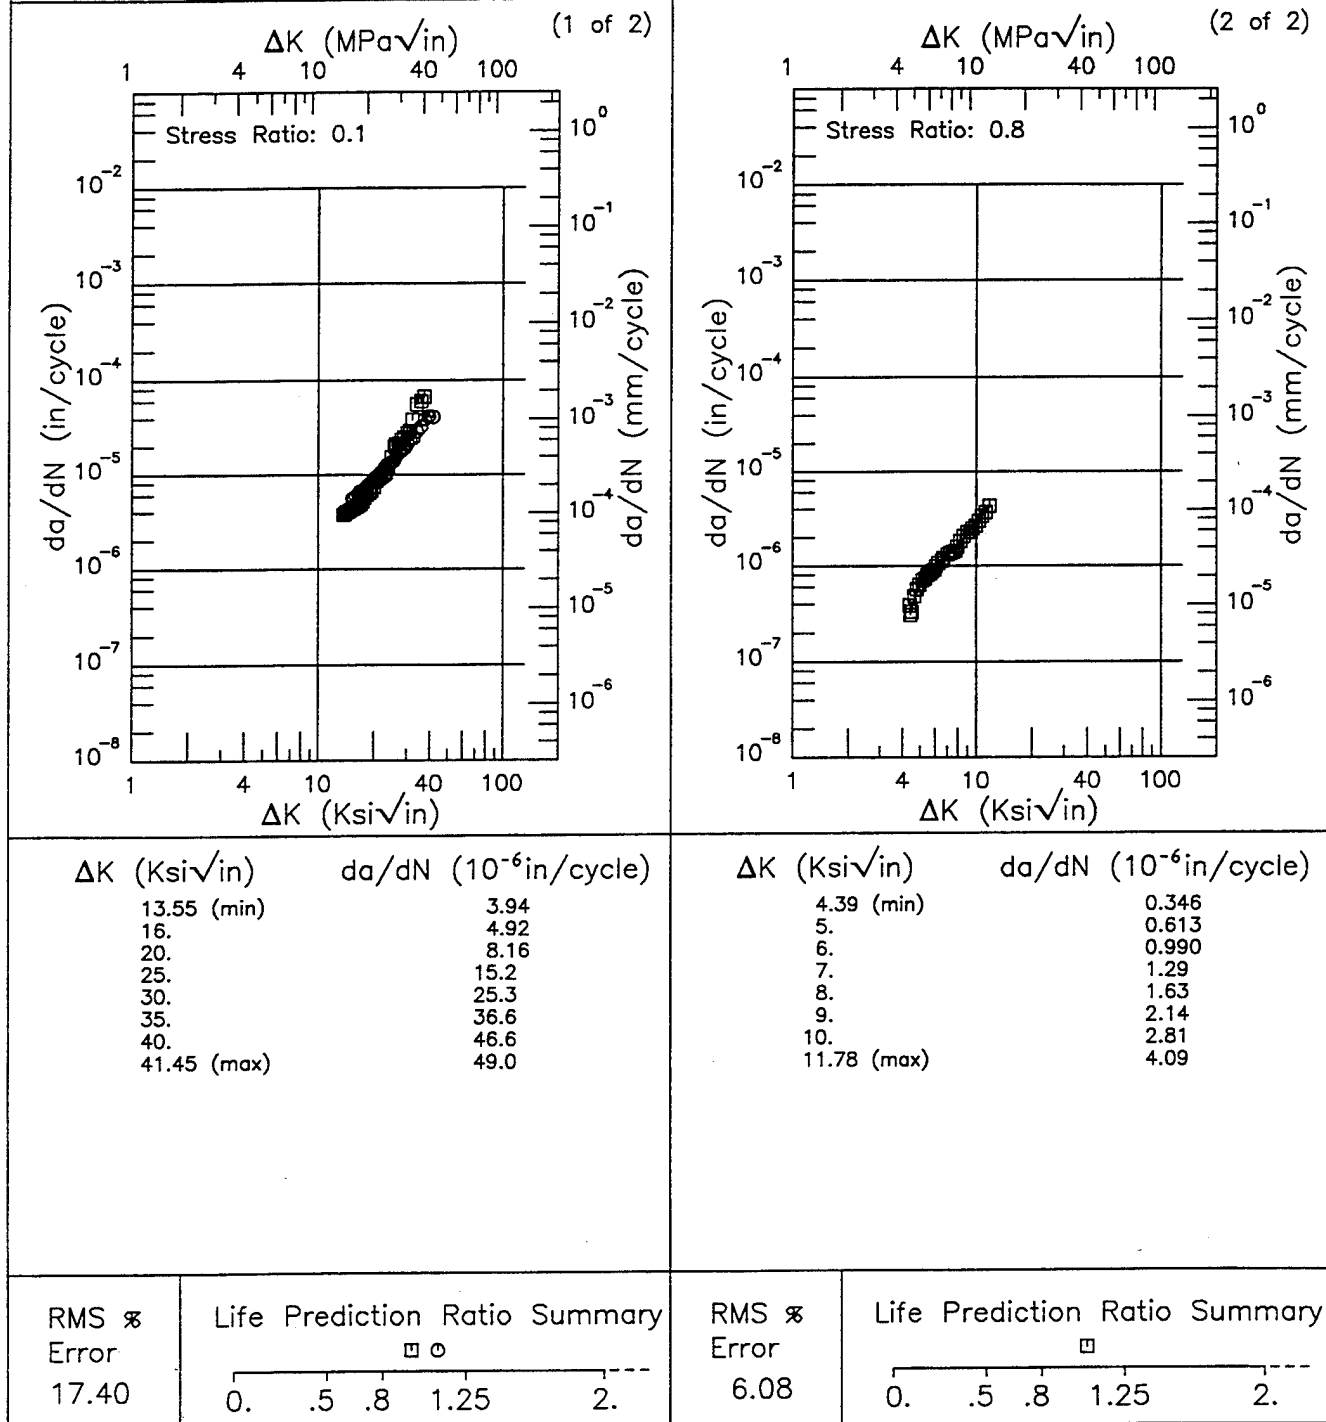 (1 of 2)
ΔK (MPa√in)
1 4 10 40 100
Stress Ratio: 0.1
10⁻²
10⁻³
10⁻⁴
10⁻⁵
10⁻⁶
10⁻⁷
10⁻⁸
da/dN (in/cycle)
10⁰
10⁻¹
10⁻²
10⁻³
10⁻⁴
10⁻⁵
10⁻⁶
da/dN (mm/cycle)
1 4 10 40 100
ΔK (Ksi√in)
(2 of 2)
ΔK (MPa√in)
1 4 10 40 100
Stress Ratio: 0.8
10⁻²
10⁻³
10⁻⁴
10⁻⁵
10⁻⁶
10⁻⁷
10⁻⁸
da/dN (in/cycle)
10⁰
10⁻¹
10⁻²
10⁻³
10⁻⁴
10⁻⁵
10⁻⁶
da/dN (mm/cycle)
1 4 10 40 100
ΔK (Ksi√in)
ΔK (Ksi√in) da/dN (10⁻⁶in/cycle)
13.55 (min) 3.94
16. 4.92
20. 8.16
25. 15.2
30. 25.3
35. 36.6
40. 46.6
41.45 (max) 49.0
ΔK (Ksi√in) da/dN (10⁻⁶in/cycle)
4.39 (min) 0.346
5. 0.613
6. 0.990
7. 1.29
8. 1.63
9. 2.14
10. 2.81
11.78 (max) 4.09
RMS %
Error
17.40
Life Prediction Ratio Summary
0. .5 .8 1.25 2.
RMS %
Error
6.08
Life Prediction Ratio Summary
0. .5 .8 1.25 2.